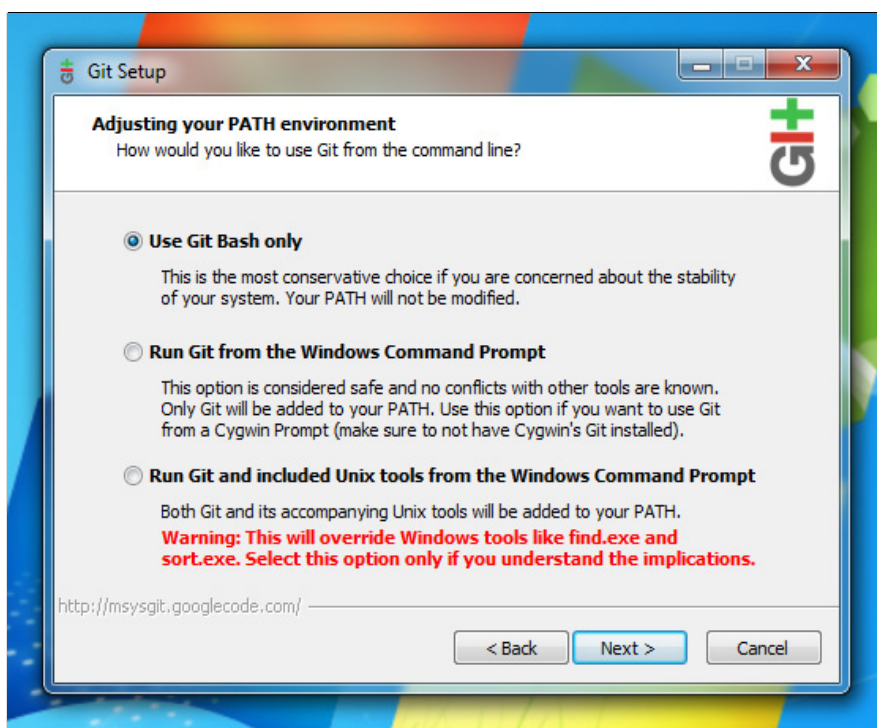 Git Setup
Adjusting your PATH environment
How would you like to use Git from the command line?
Git
Use Git Bash only
This is the most conservative choice if you are concerned about the stability
of your system. Your PATH will not be modified.
Run Git from the Windows Command Prompt
This option is considered safe and no conflicts with other tools are known.
Only Git will be added to your PATH. Use this option if you want to use Git
from a Cygwin Prompt (make sure to not have Cygwin's Git installed).
Run Git and included Unix tools from the Windows Command Prompt
Both Git and its accompanying Unix tools will be added to your PATH.
Warning: This will override Windows tools like find.exe and
sort.exe. Select this option only if you understand the implications.
http://msysgit.googlecode.com/
< Back Next > Cancel